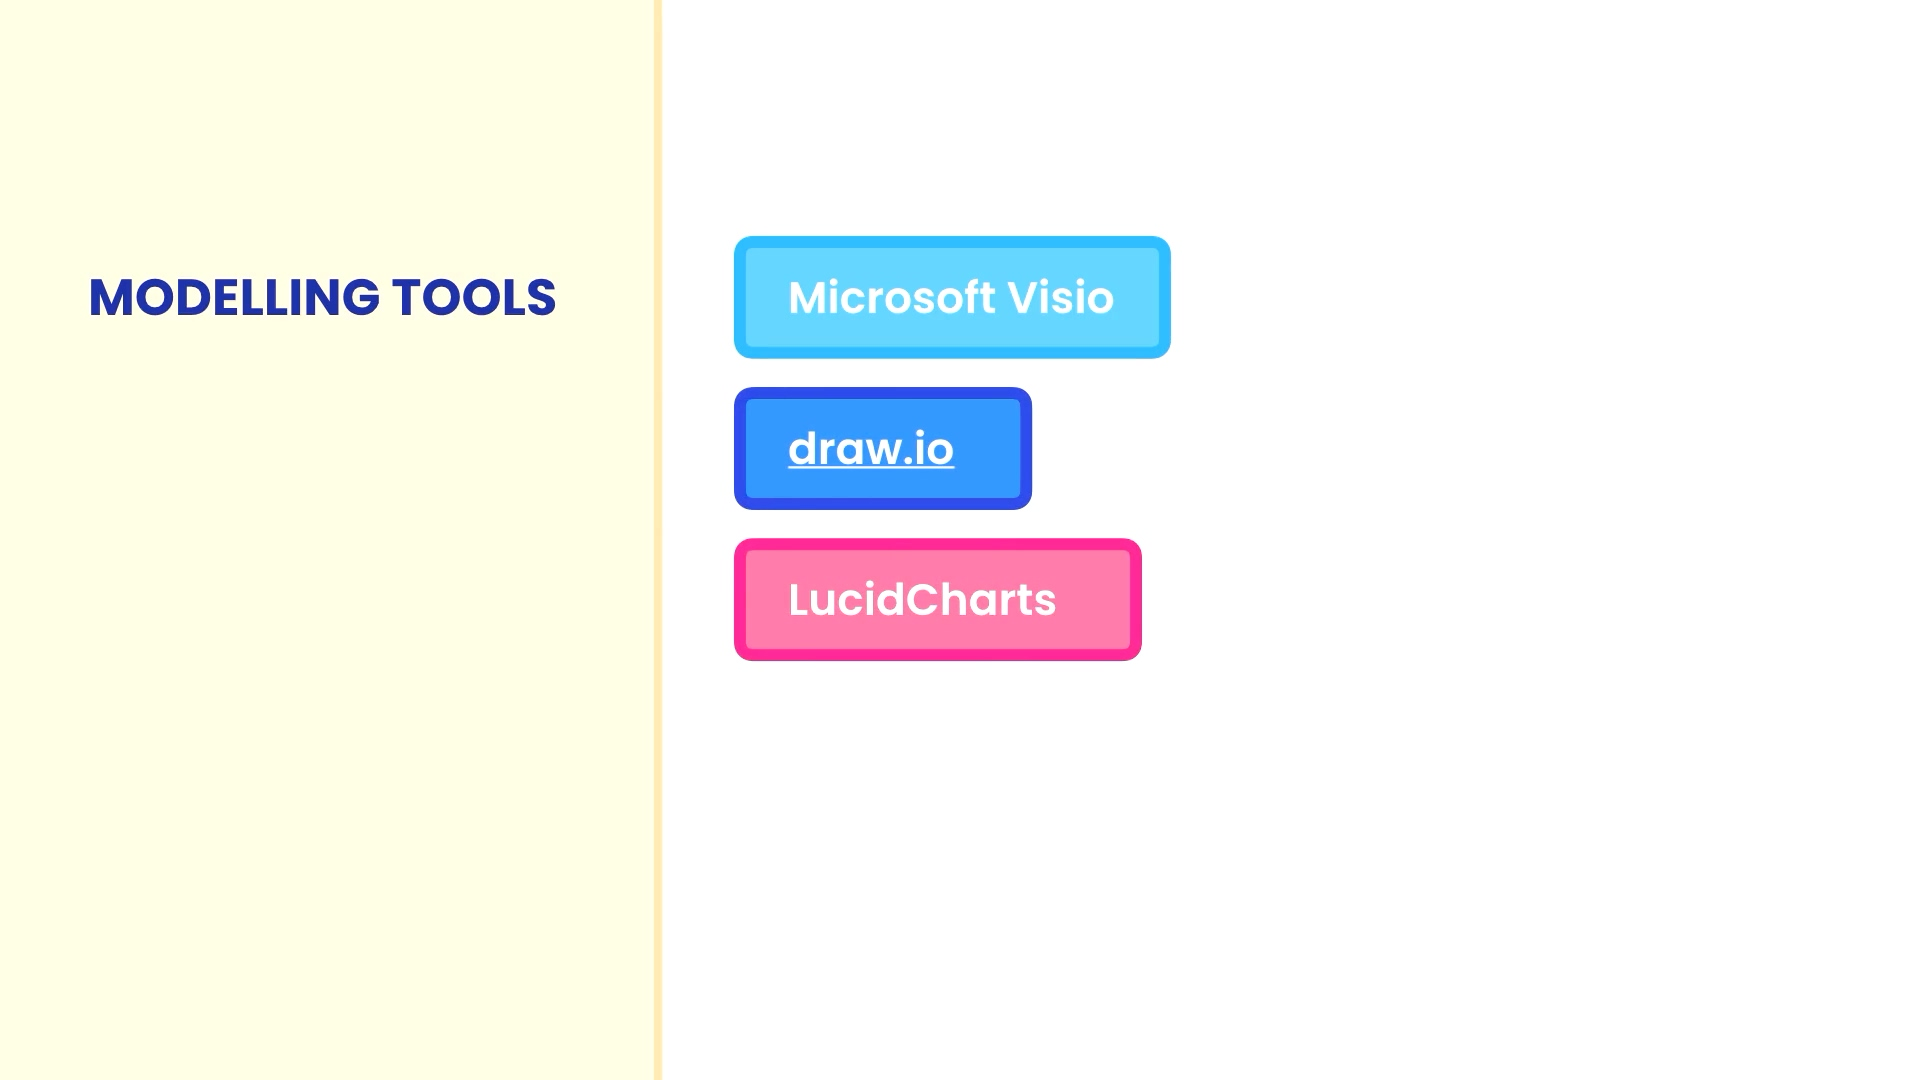 MODELLING TOOLS
Microsoft Visio
draw.io
LucidCharts